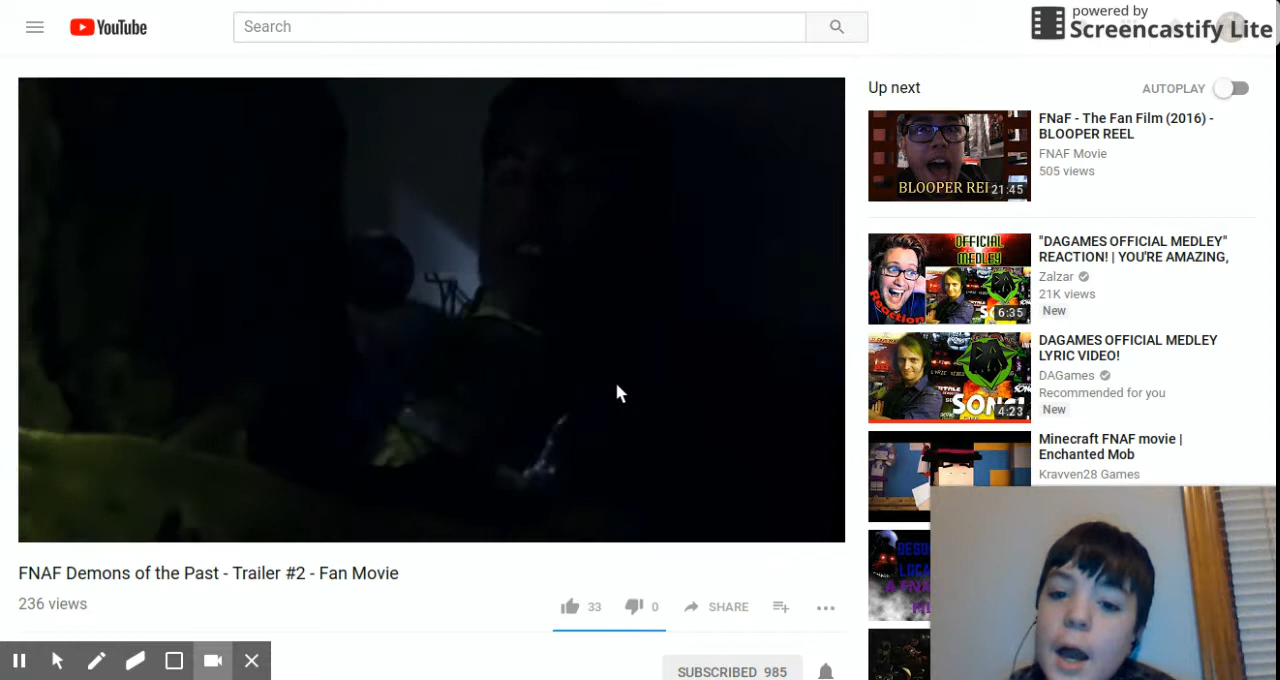 YouTube
Search
powered by
Screencastify Lite
Up next
AUTOPLAY
BLOOPER REEL
21:45
FNaF - The Fan Film (2016) -
BLOOPER REEL
FNAF Movie
505 views
OFFICIAL
MEDLEY
Reaction
6:35
"DAGAMES OFFICIAL MEDLEY"
REACTION! | YOU'RE AMAZING,
Zalzar
21K views
New
SONG!
4:23
DAGAMES OFFICIAL MEDLEY
LYRIC VIDEO!
DAGames
Recommended for you
New
Minecraft FNAF movie |
Enchanted Mob
Kravven28 Games
FNAF Demons of the Past - Trailer #2 - Fan Movie
236 views
33
0
SHARE
SUBSCRIBED 985